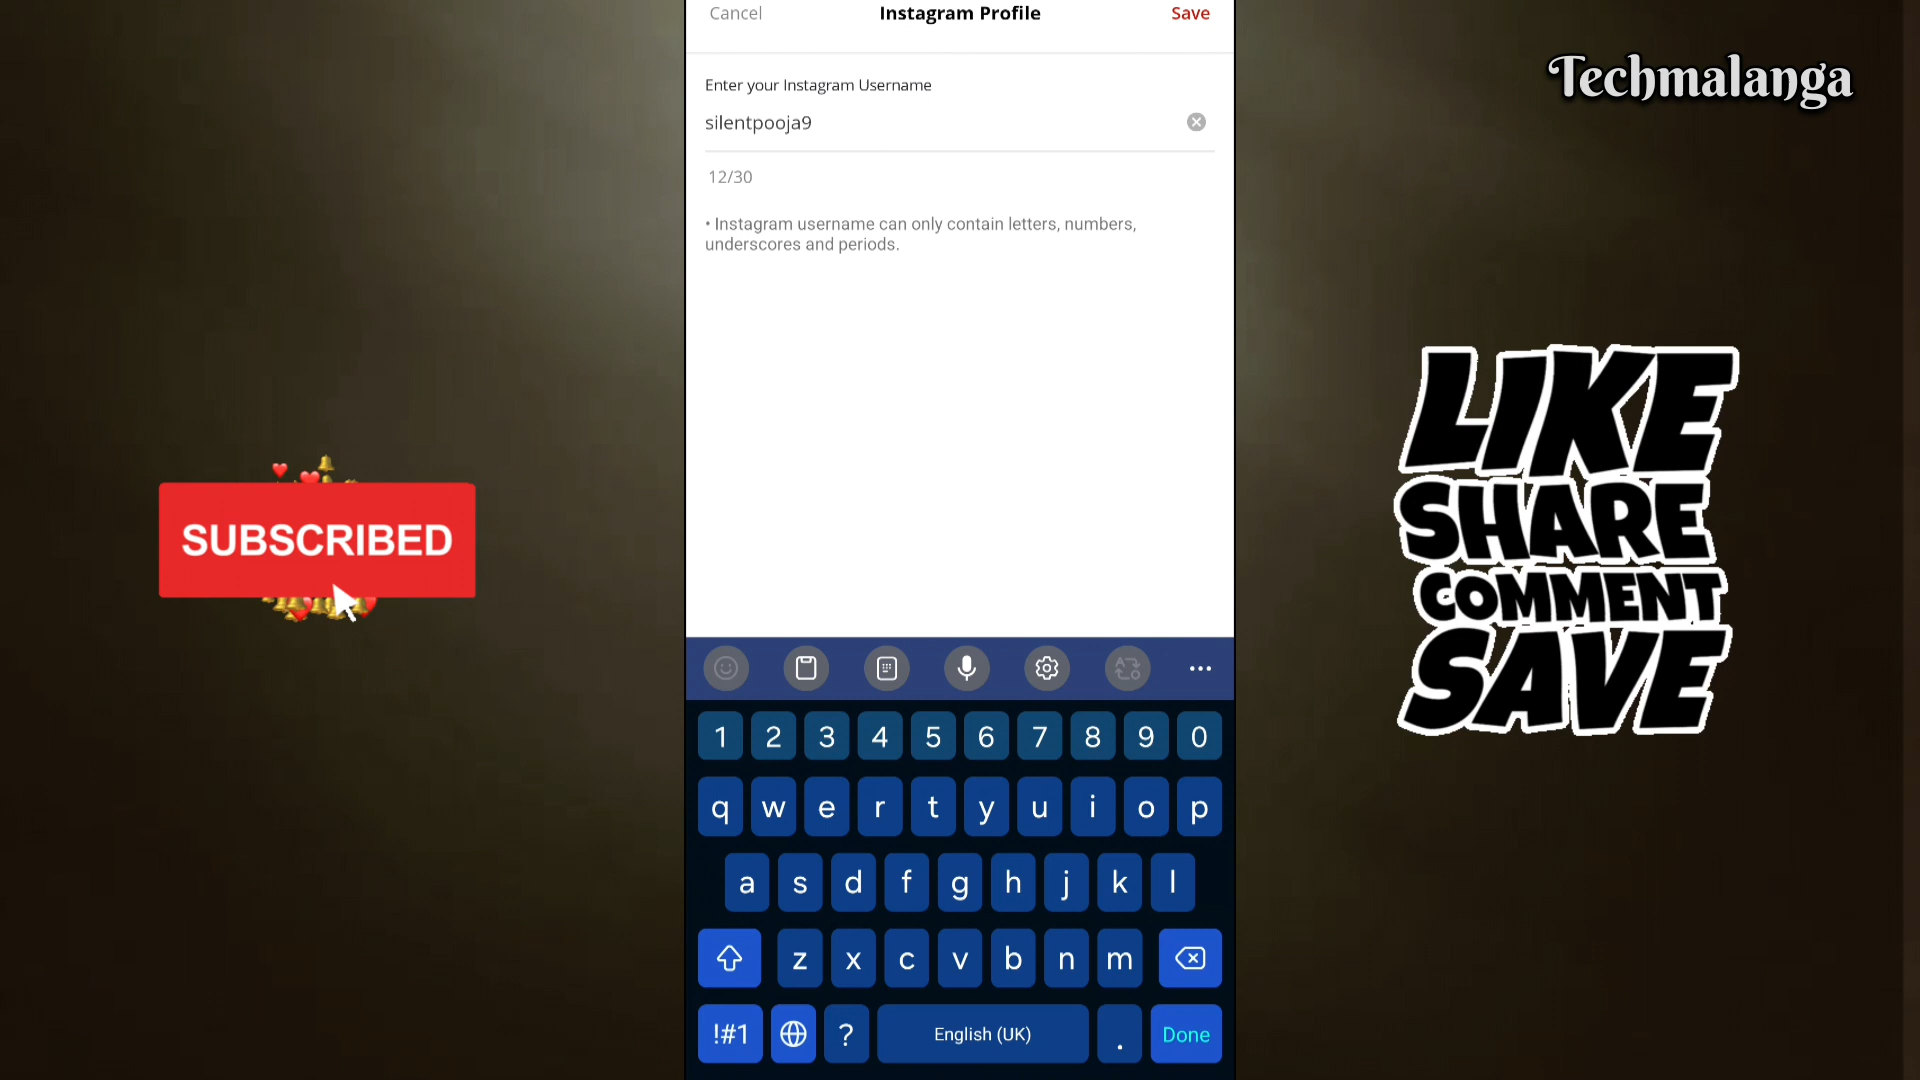 Cancel Instagram Profile Save
Techmalanga
Enter your Instagram Username
silentpooja9
12/30
• Instagram username can only contain letters, numbers,
underscores and periods.
SUBSCRIBED
LIKE
SHARE
COMMENT
SAVE
1 2 3 4 5 6 7 8 9 0
q w e r t y u i o p
a s d f g h j k l
z x c v b n m
!#1 ? English (UK) . Done